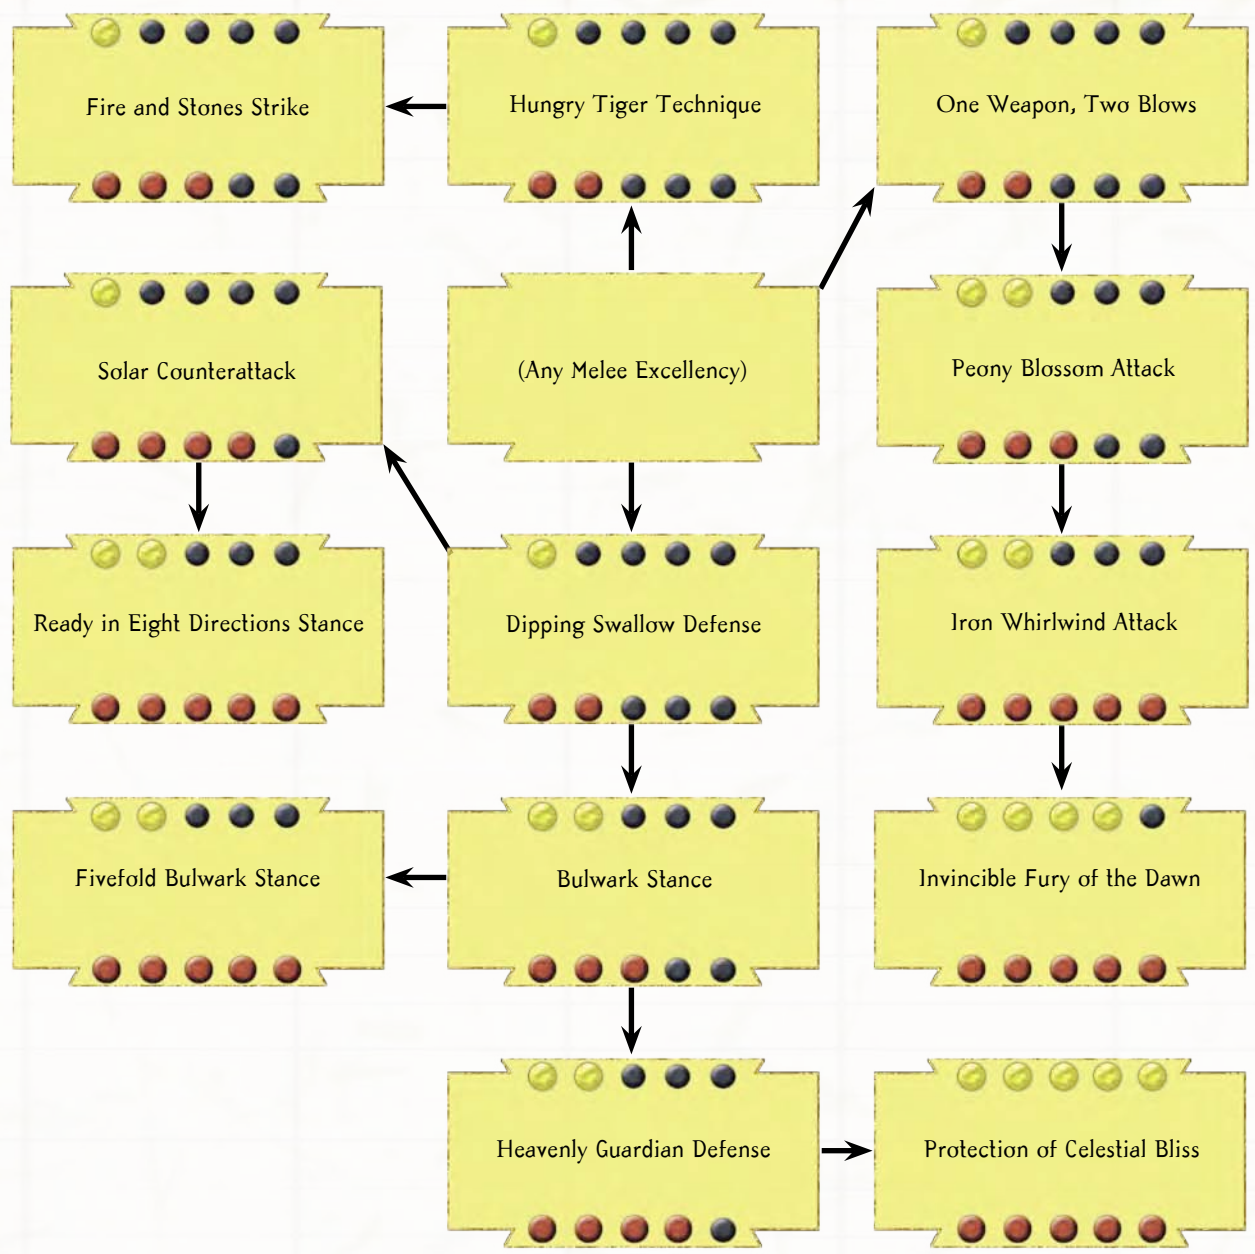 Fire and Stones Strike
Hungry Tiger Technique
One Weapon, Two Blows
Solar Counterattack
(Any Melee Excellency)
Peony Blossom Attack
Ready in Eight Directions Stance
Dipping Swallow Defense
Iron Whirlwind Attack
Fivefold Bulwark Stance
Bulwark Stance
Invincible Fury of the Dawn
Heavenly Guardian Defense
Protection of Celestial Bliss